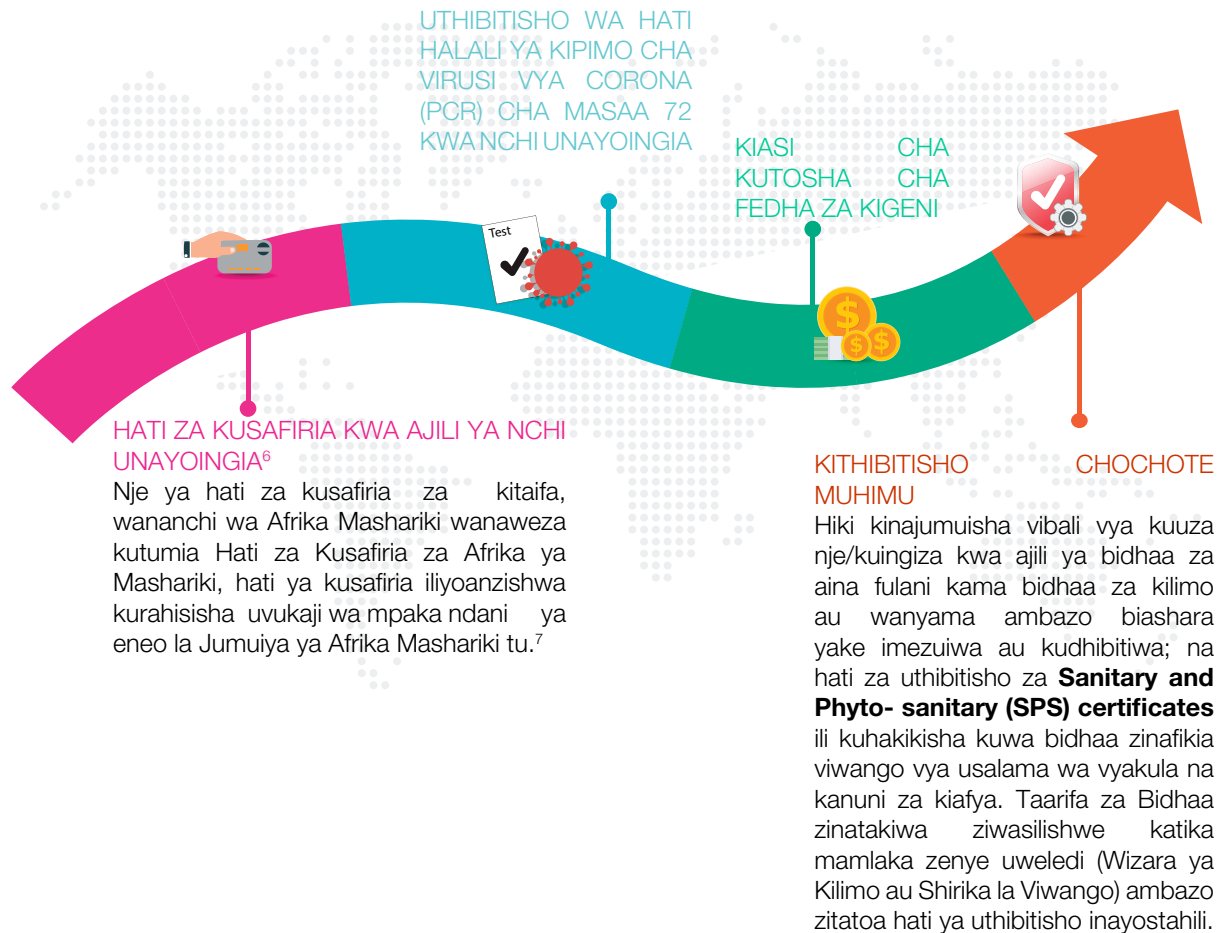 UTHIBITISHO WA HATI
HALALI YA KIPIMO CHA
VIRUSI VYA CORONA
(PCR) CHA MASAA 72
KWA NCHI UNAYOINGIA
KIASI CHA
KUTOSHA CHA
FEDHA ZA KIGENI
Test
$
$
$
HATI ZA KUSAFIRIA KWA AJILI YA NCHI
UNAYOINGIA⁶
Nje ya hati za kusafiria za kitaifa,
wananchi wa Afrika Mashariki wanaweza
kutumia Hati za Kusafiria za Afrika ya
Mashariki, hati ya kusafiria iliyoanzishwa
kurahisisha uvukaji wa mpaka ndani ya
eneo la Jumuiya ya Afrika Mashariki tu.⁷
KITHIBITISHO CHOCHOTE
MUHIMU
Hiki kinajumuisha vibali vya kuuza
nje/kuingiza kwa ajili ya bidhaa za
aina fulani kama bidhaa za kilimo
au wanyama ambazo biashara
yake imezuiwa au kudhibitiwa; na
hati za uthibitisho za Sanitary and
Phyto- sanitary (SPS) certificates
ili kuhakikisha kuwa bidhaa zinafikia
viwango vya usalama wa vyakula na
kanuni za kiafya. Taarifa za Bidhaa
zinatakiwa ziwasilishwe katika
mamlaka zenye uweledi (Wizara ya
Kilimo au Shirika la Viwango) ambazo
zitatoa hati ya uthibitisho inayostahili.